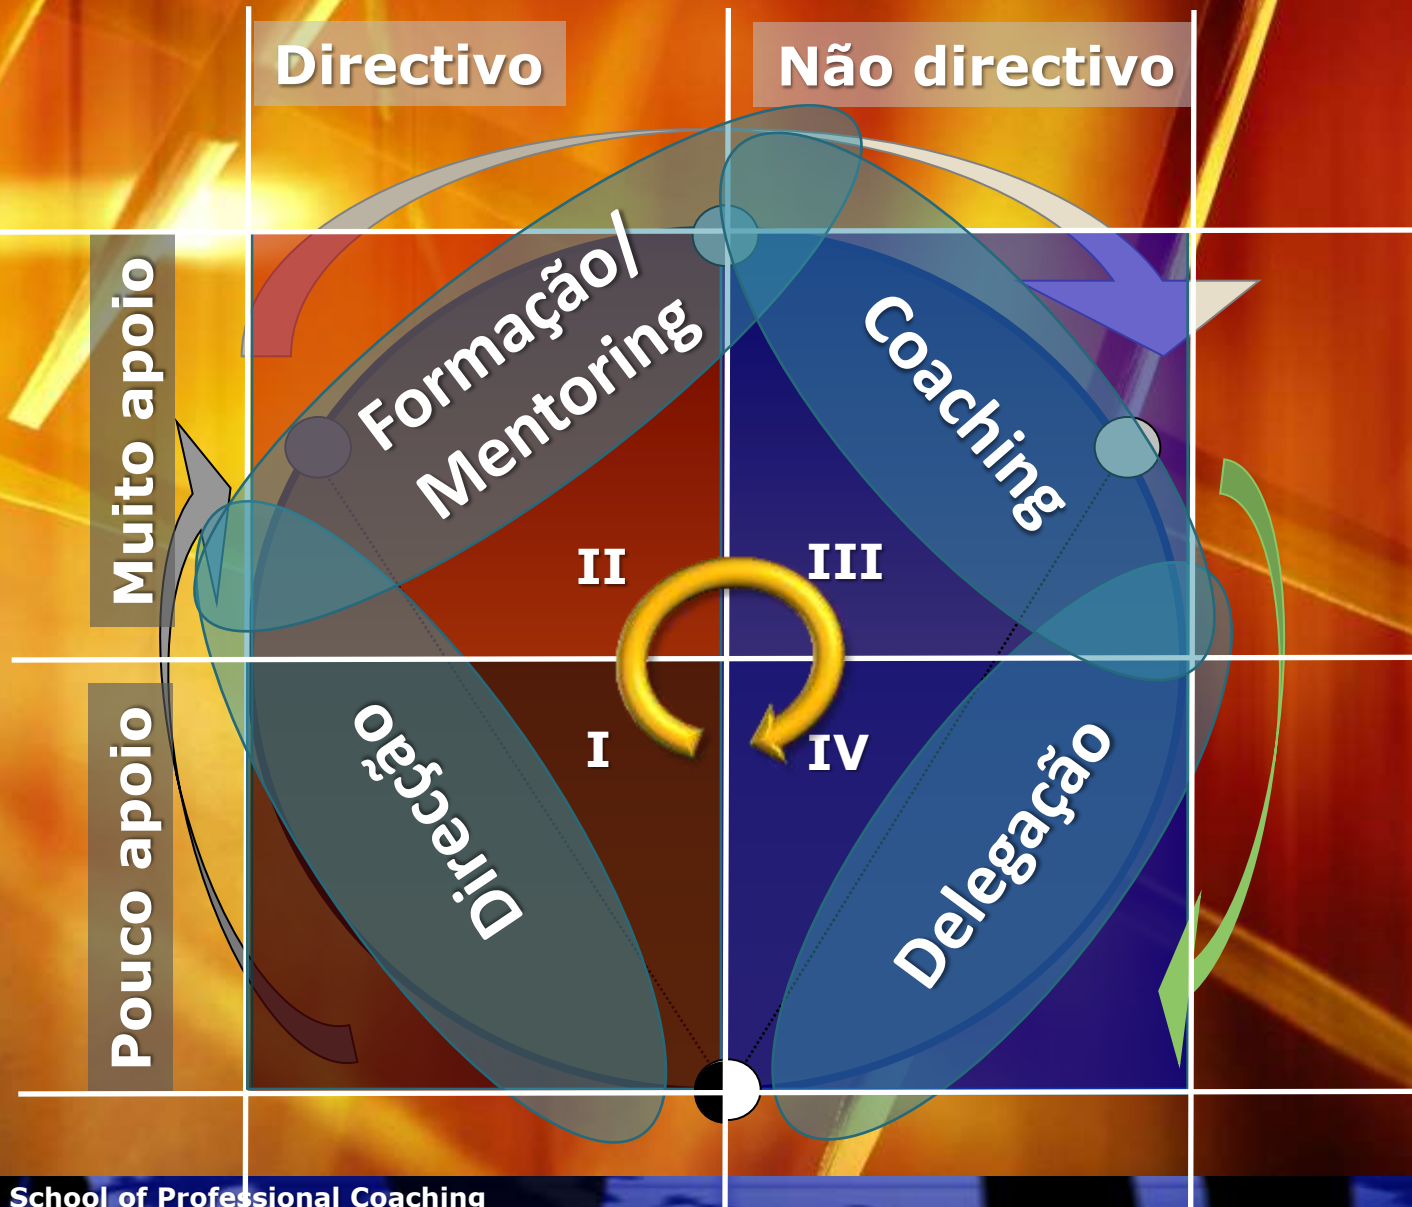 Directivo
Não directivo
Muito apoio
Formação/
Mentoring
Coaching
II
III
I
IV
Pouco apoio
Direcção
Delegação
School of Professional Coaching